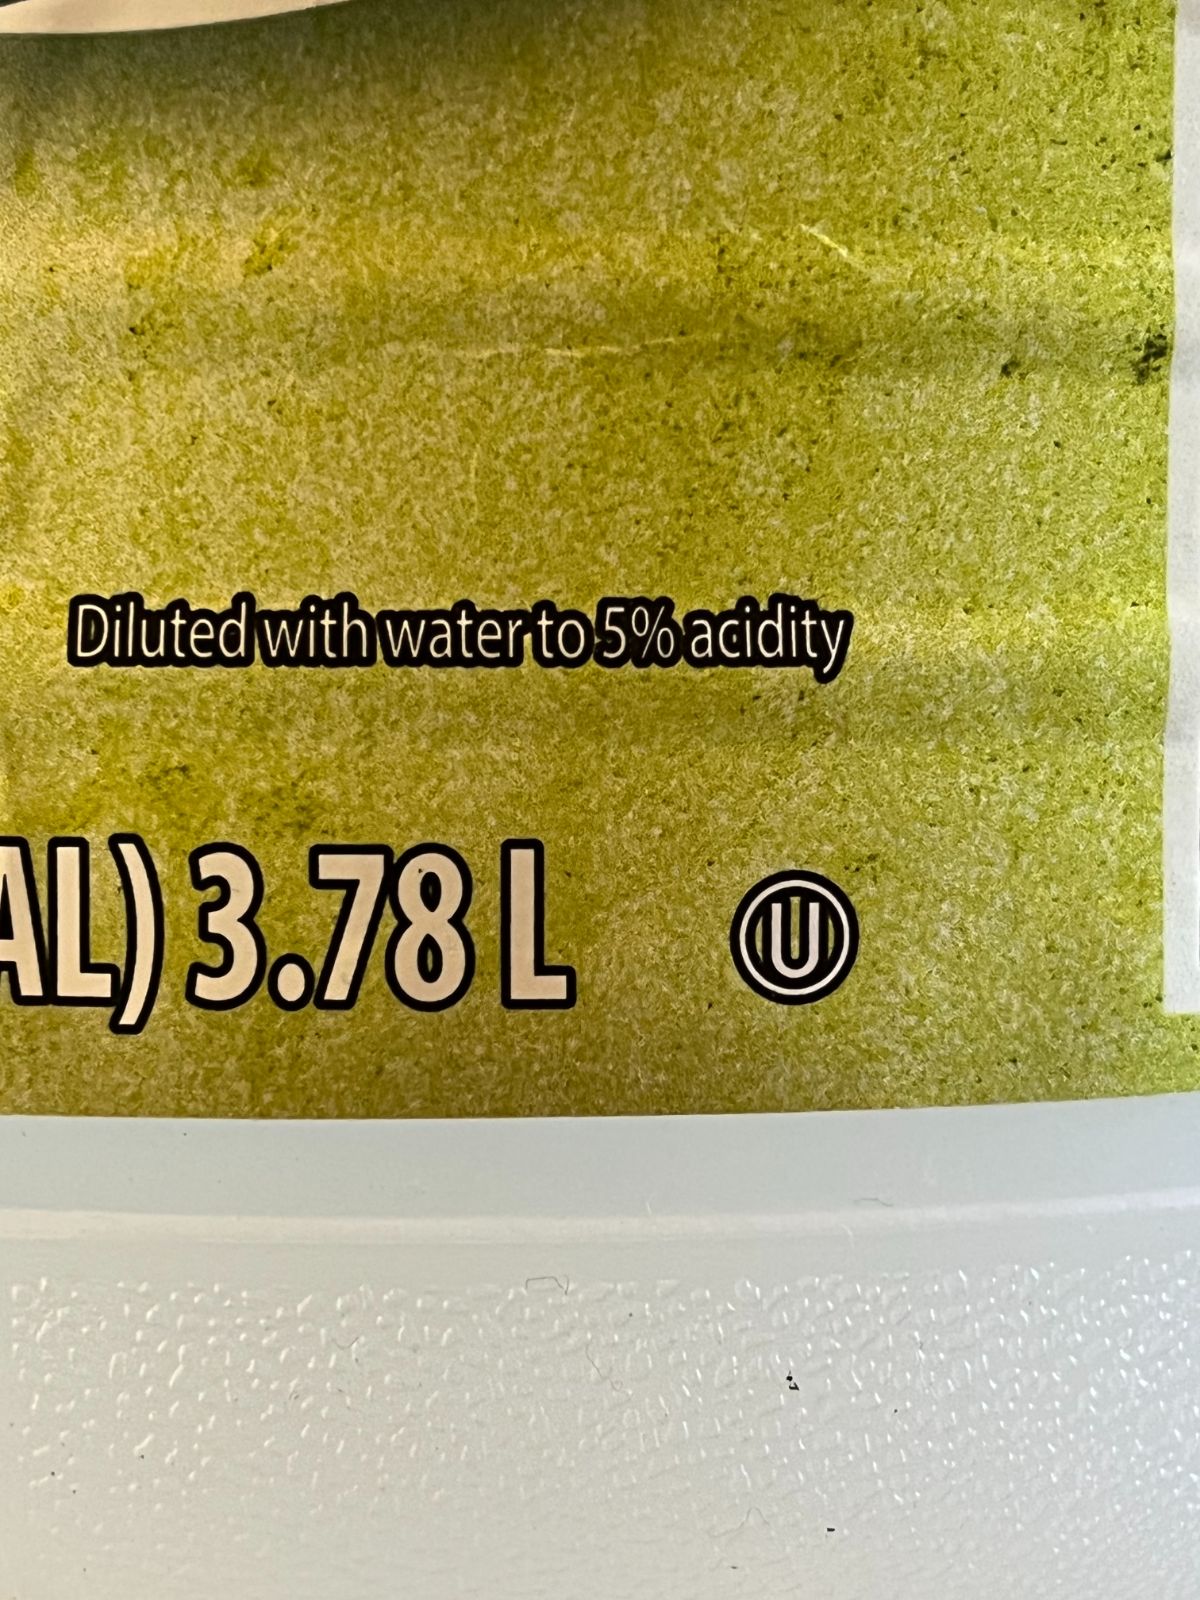 Diluted with water to 5% acidity
AL) 3.78 L
U